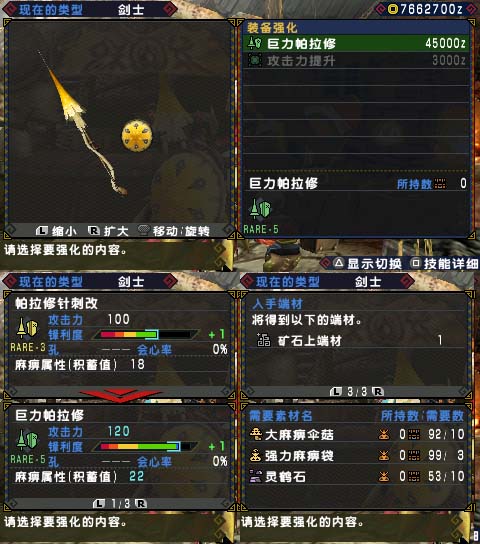 现在的类型 剑士
缩小 扩大 移动/旋转
请选择要强化的内容。
7662700z
装备强化
巨力帕拉修 45000z
攻击力提升 3000z
巨力帕拉修 所持数 0
RARE-5
显示切换 技能详细
现在的类型 剑士
帕拉修针刺改
攻击力 100
锋利度 +1
RARE-3 孔 ——— 会心率 0%
麻痹属性(积蓄值) 18
巨力帕拉修
攻击力 120
锋利度 +1
RARE-5 孔 ——— 会心率 0%
麻痹属性(积蓄值) 22
L 1/3 R
请选择要强化的内容。
现在的类型 剑士
入手端材
将得到以下的端材。
矿石上端材 1
L 3/3 R
需要素材名 所持数:需要数
大麻痹伞菇 0 92/10
强力麻痹袋 0 99/ 3
灵鹤石 0 53/10
请选择要强化的内容。